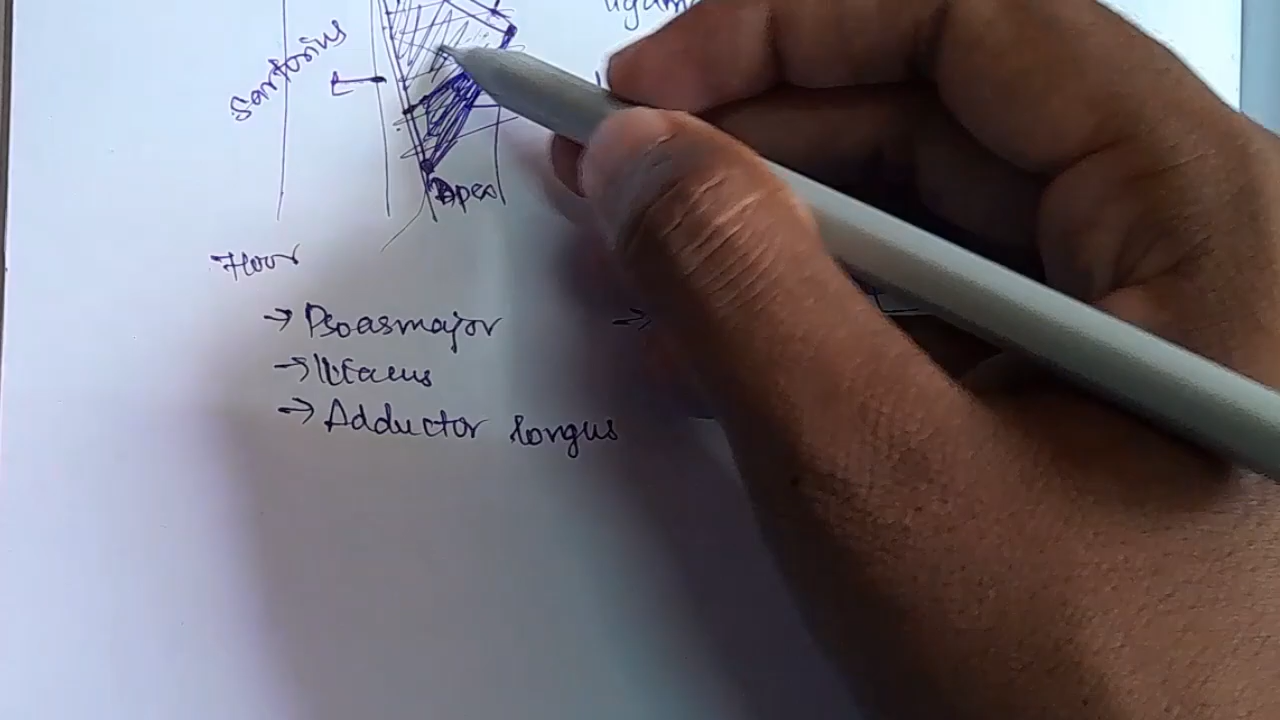 Sartorius
Apex
Floor
→ Psoasmajor
→ Iliacus
→ Adductor longus
→